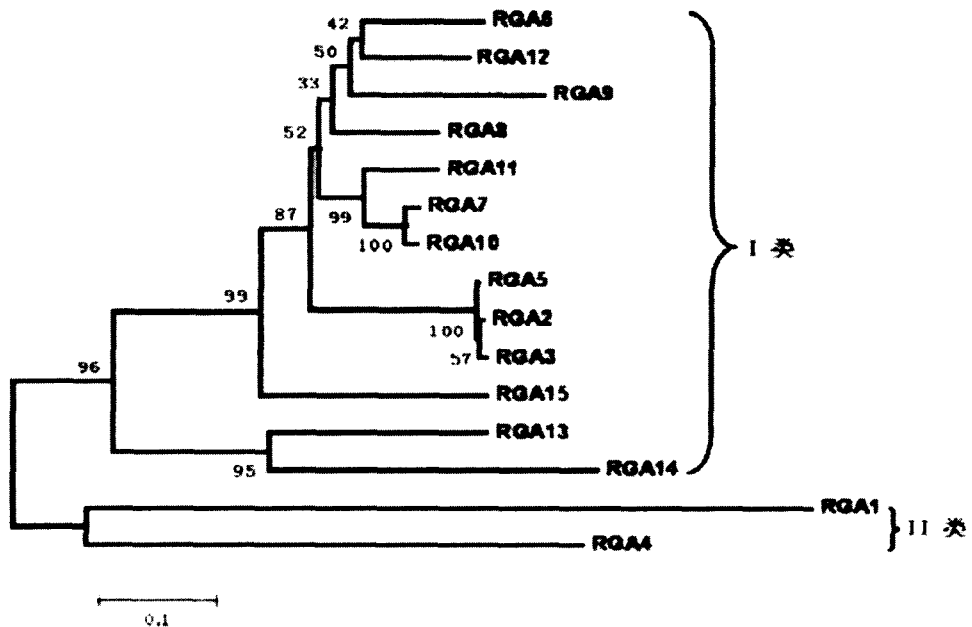 RGA6
42
RGA12
50
RGA9
33
RGA8
52
RGA11
RGA7
99
87
RGA10
100
I 类
RGA5
99
RGA2
100
RGA3
57
96
RGA15
RGA13
RGA14
95
RGA1
II 类
RGA4
0.1